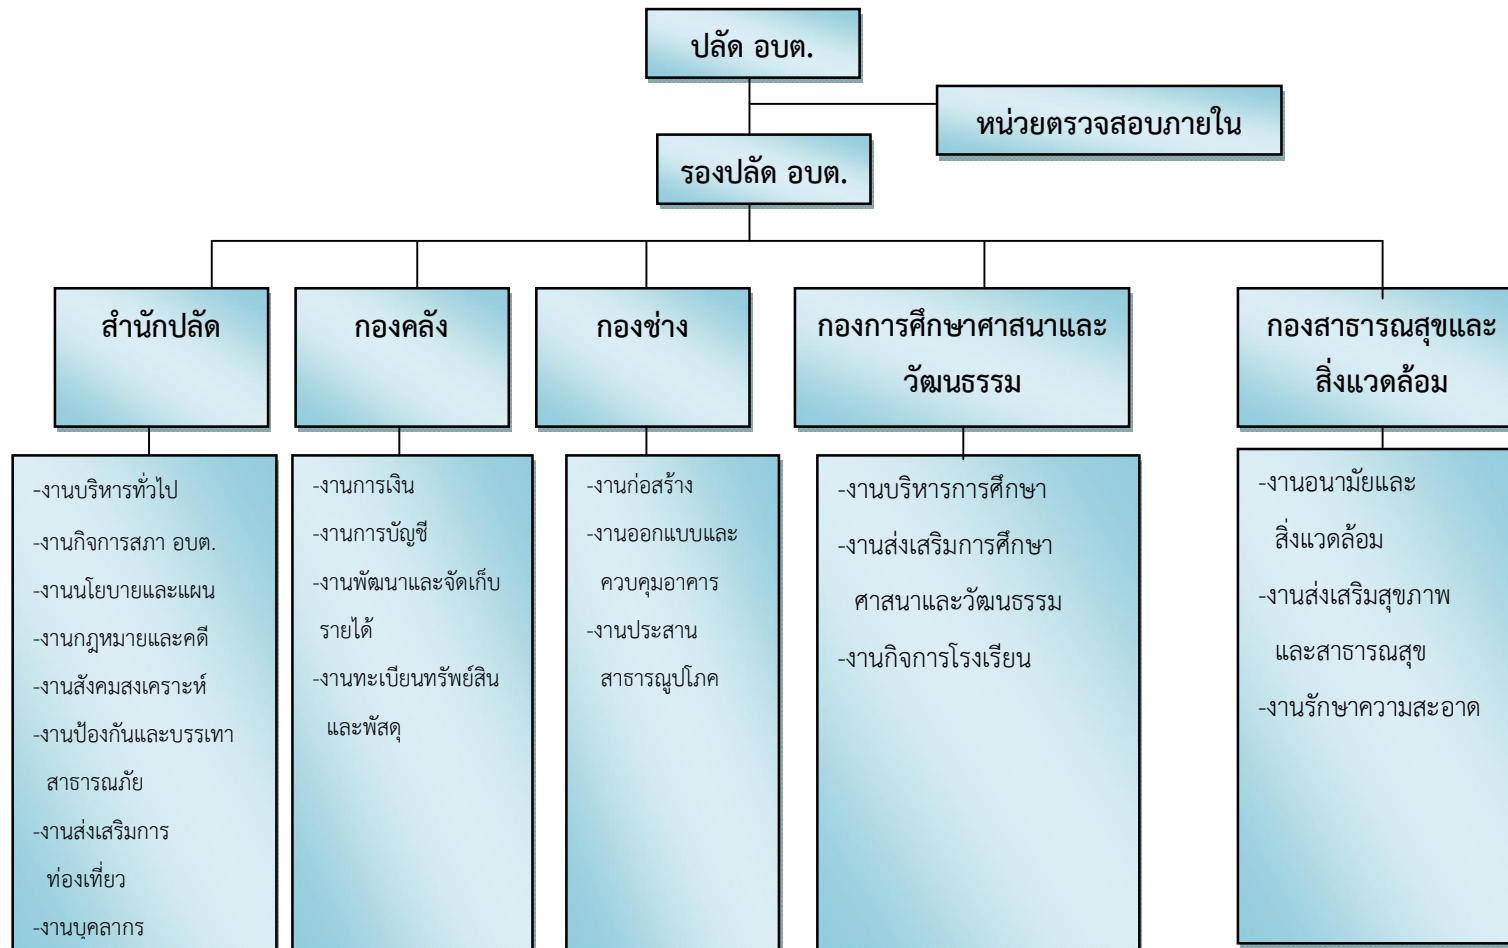 ปลัด อบต.
หน่วยตรวจสอบภายใน
รองปลัด อบต.
สำนักปลัด
กองคลัง
กองช่าง
กองการศึกษาศาสนาและ
วัฒนธรรม
กองสาธารณสุขและ
สิ่งแวดล้อม
-งานบริหารทั่วไป
-งานกิจการสภา อบต.
-งานนโยบายและแผน
-งานกฎหมายและคดี
-งานสังคมสงเคราะห์
-งานป้องกันและบรรเทา
สาธารณภัย
-งานส่งเสริมการ
ท่องเที่ยว
-งานบุคลากร
-งานการเงิน
-งานการบัญชี
-งานพัฒนาและจัดเก็บ
รายได้
-งานทะเบียนทรัพย์สิน
และพัสดุ
-งานก่อสร้าง
-งานออกแบบและ
ควบคุมอาคาร
-งานประสาน
สาธารณูปโภค
-งานบริหารการศึกษา
-งานส่งเสริมการศึกษา
ศาสนาและวัฒนธรรม
-งานกิจการโรงเรียน
-งานอนามัยและ
สิ่งแวดล้อม
-งานส่งเสริมสุขภาพ
และสาธารณสุข
-งานรักษาความสะอาด